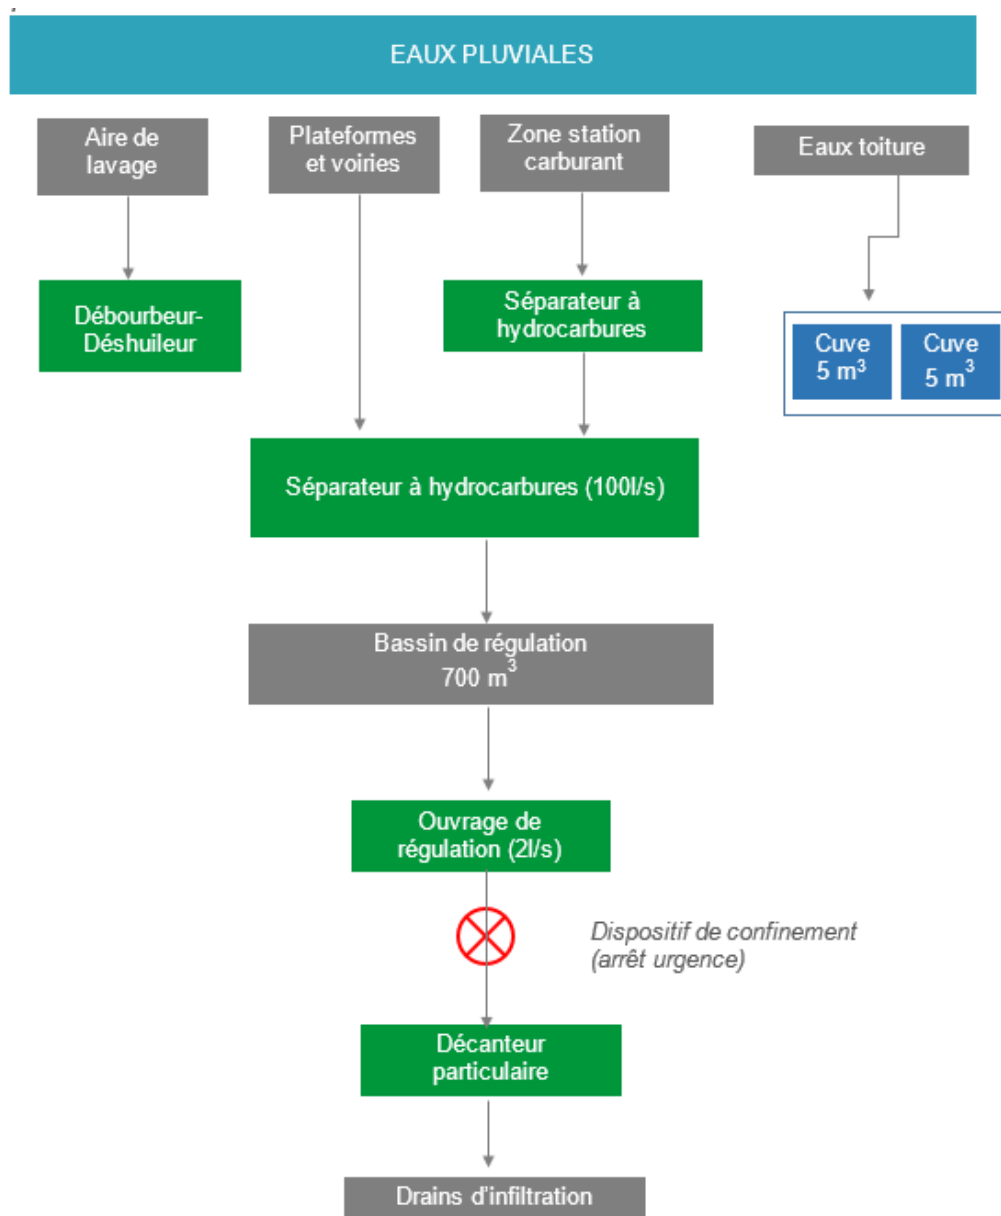 EAUX PLUVIALES
Aire de
lavage
Plateformes
et voiries
Zone station
carburant
Eaux toiture
Débourbeur-
Déshuileur
Séparateur à
hydrocarbures
Cuve
5 m³
Cuve
5 m³
Séparateur à hydrocarbures (100l/s)
Bassin de régulation
700 m³
Ouvrage de
régulation (2l/s)
Dispositif de confinement
(arrêt urgence)
Décanteur
particulaire
Drains d'infiltration